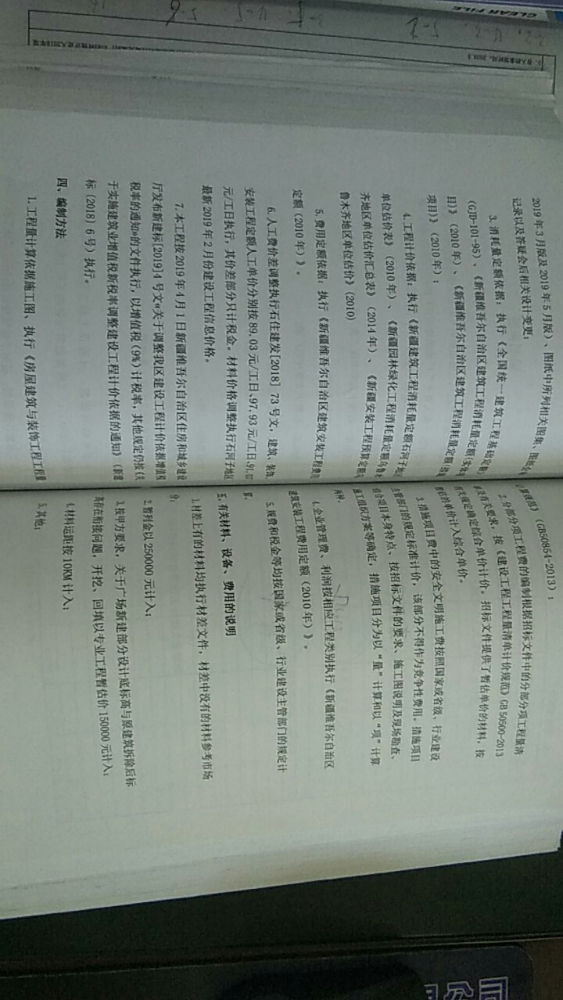 CLEAR FILE
2019年3月版及2019年5月版）、图纸中所列相关图集、图纸
记录以及答疑会后相关设计变更；
3.消耗量定额依据：执行《全国统一建筑工程基础定额》
（GJD-101-95）、《新疆维吾尔自治区建筑工程消耗量定额
目》》（2010年）、《新疆维吾尔自治区建筑工程消耗量定额
项目》》（2010年）；
4.工程计价依据：执行《新疆建筑工程消耗量定额石河子地区
单位估价表》（2010年）、《新疆园林绿化工程消耗量定额乌鲁木
齐地区单位估价汇总表》（2014年）、《新疆安装工程预算定额乌
鲁木齐地区单位估价》（2010）
5.费用定额依据：执行《新疆维吾尔自治区建筑安装工程费用
定额（2010年）》。
6.人工费价差调整执行石住建发[2018] 73号文，建筑、装饰、
安装工程定额人工单价分别按89.03元/工日、97.93元/工日、91.
元/工日执行，其价差部分只计税金。材料价格调整执行石河子地区
最新2019年2月份建设工程信息价格。
7.本工程按2019年4月1日新疆维吾尔自治区住房和城乡建设
厅发布新建标[2019]4号文《关于调整我区建设工程计价依据增值税
税率的通知》的文件执行，以增值税（9%）计税率，其他规定仍按《关
于实施建筑业增值税新税率调整建设工程计价依据的通知》（新建
标〔2018〕6号）执行。
四、编制方法
1.工程量计算依据施工图、执行《房屋建筑与装饰工程工程量
计算规范》（GB50854-2013）；
2.分部分项工程费的编制根据招标文件中的分部分项工程量清
单及有关要求，按《建设工程工程量清单计价规范》GB 50500-2013
有关规定确定综合单价计价。招标文件提供了暂估单价的材料，按
暂估的单价计入综合单价。
3.措施项目费中的安全文明施工费按照国家或省级、行业建设
主管部门的规定标准计价，该部分不得作为竞争性费用。措施项目
结合项目本身特点、按招标文件的要求、施工图说明及现场勘查、
施工组织方案等确定，措施项目分为以“量”计算和以“项”计算
两种。
4.企业管理费、利润按相应工程类别执行《新疆维吾尔自治区
建筑安装工程费用定额（2010年）》。
5.规费和税金等均按国家或省级、行业建设主管部门的规定计
算。
五、有关材料、设备、费用的说明
1.材差上有的材料均执行材差文件，材差中没有的材料参考市场
价；
2.暂列金以250000元计入；
3.按甲方要求，关于广场新建部分设计底标高与原建筑拆除后标
高存在衔接问题，开挖、回填以专业工程暂估价150000元计入；
4.材料运距按10KM计入；
5.其他：
公司